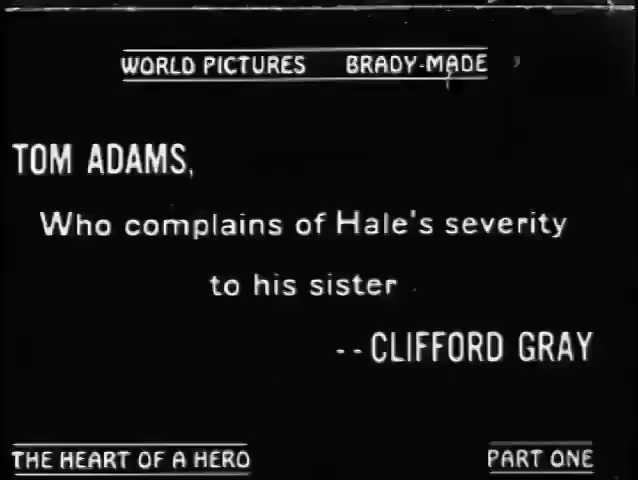 WORLD PICTURES BRADY-MADE
TOM ADAMS,
Who complains of Hale's severity
to his sister
-- CLIFFORD GRAY
THE HEART OF A HERO PART ONE